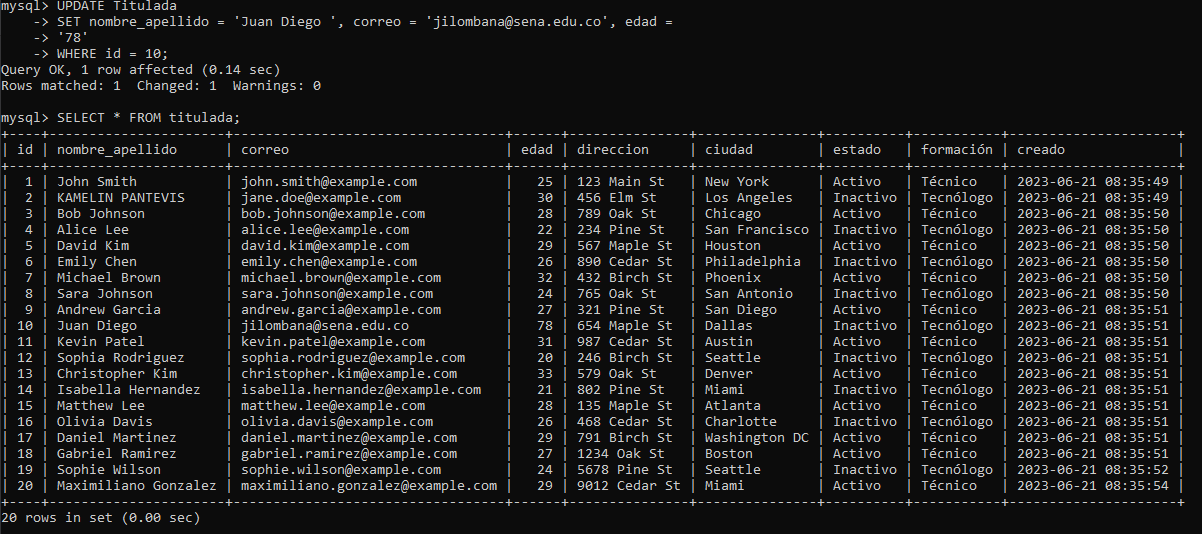 mysql> UPDATE Titulada
    -> SET nombre_apellido = 'Juan Diego ', correo = 'jilombana@sena.edu.co', edad =
    -> '78'
    -> WHERE id = 10;
Query OK, 1 row affected (0.14 sec)
Rows matched: 1  Changed: 1  Warnings: 0

mysql> SELECT * FROM titulada;
+----+---------------------+----------------------------------+------+---------------+---------------+----------+-----------+---------------------+
| id | nombre_apellido     | correo                          | edad | direccion    | ciudad        | estado   | formación | creado              |
+----+---------------------+----------------------------------+------+---------------+---------------+----------+-----------+---------------------+
|  1 | John Smith          | john.smith@example.com          |   25 | 123 Main St  | New York      | Activo   | Técnico   | 2023-06-21 08:35:49 |
|  2 | KAMELIN PANTEVIS    | jane.doe@example.com            |   30 | 456 Elm St   | Los Angeles   | Inactivo | Tecnólogo | 2023-06-21 08:35:49 |
|  3 | Bob Johnson         | bob.johnson@example.com         |   28 | 789 Oak St   | Chicago       | Activo   | Técnico   | 2023-06-21 08:35:50 |
|  4 | Alice Lee           | alice.lee@example.com           |   22 | 234 Pine St  | San Francisco | Inactivo | Tecnólogo | 2023-06-21 08:35:50 |
|  5 | David Kim           | david.kim@example.com           |   29 | 567 Maple St | Houston       | Activo   | Técnico   | 2023-06-21 08:35:50 |
|  6 | Emily Chen          | emily.chen@example.com          |   26 | 890 Cedar St | Philadelphia  | Inactivo | Tecnólogo | 2023-06-21 08:35:50 |
|  7 | Michael Brown       | michael.brown@example.com       |   32 | 432 Birch St | Phoenix       | Activo   | Técnico   | 2023-06-21 08:35:50 |
|  8 | Sara Johnson        | sara.johnson@example.com        |   24 | 765 Oak St   | San Antonio   | Inactivo | Tecnólogo | 2023-06-21 08:35:50 |
|  9 | Andrew Garcia       | andrew.garcia@example.com       |   27 | 321 Pine St  | San Diego     | Activo   | Técnico   | 2023-06-21 08:35:51 |
| 10 | Juan Diego          | jilombana@sena.edu.co           |   78 | 654 Maple St | Dallas        | Inactivo | Tecnólogo | 2023-06-21 08:35:51 |
| 11 | Kevin Patel         | kevin.patel@example.com         |   31 | 987 Cedar St | Austin        | Activo   | Técnico   | 2023-06-21 08:35:51 |
| 12 | Sophia Rodriguez    | sophia.rodriguez@example.com    |   20 | 246 Birch St | Seattle       | Inactivo | Tecnólogo | 2023-06-21 08:35:51 |
| 13 | Christopher Kim     | christopher.kim@example.com     |   33 | 579 Oak St   | Denver        | Activo   | Técnico   | 2023-06-21 08:35:51 |
| 14 | Isabella Hernandez  | isabella.hernandez@example.com  |   21 | 802 Pine St  | Miami         | Inactivo | Tecnólogo | 2023-06-21 08:35:51 |
| 15 | Matthew Lee         | matthew.lee@example.com         |   28 | 135 Maple St | Atlanta       | Activo   | Técnico   | 2023-06-21 08:35:51 |
| 16 | Olivia Davis        | olivia.davis@example.com        |   26 | 468 Cedar St | Charlotte     | Inactivo | Tecnólogo | 2023-06-21 08:35:51 |
| 17 | Daniel Martinez     | daniel.martinez@example.com     |   29 | 791 Birch St | Washington DC | Activo   | Técnico   | 2023-06-21 08:35:51 |
| 18 | Gabriel Ramirez     | gabriel.ramirez@example.com     |   27 | 1234 Oak St  | Boston        | Activo   | Técnico   | 2023-06-21 08:35:51 |
| 19 | Sophie Wilson       | sophie.wilson@example.com       |   24 | 5678 Pine St | Seattle       | Inactivo | Tecnólogo | 2023-06-21 08:35:52 |
| 20 | Maximiliano Gonzalez | maximiliano.gonzalez@example.com |   29 | 9012 Cedar St | Miami         | Activo   | Técnico   | 2023-06-21 08:35:54 |
+----+---------------------+----------------------------------+------+---------------+---------------+----------+-----------+---------------------+
20 rows in set (0.00 sec)